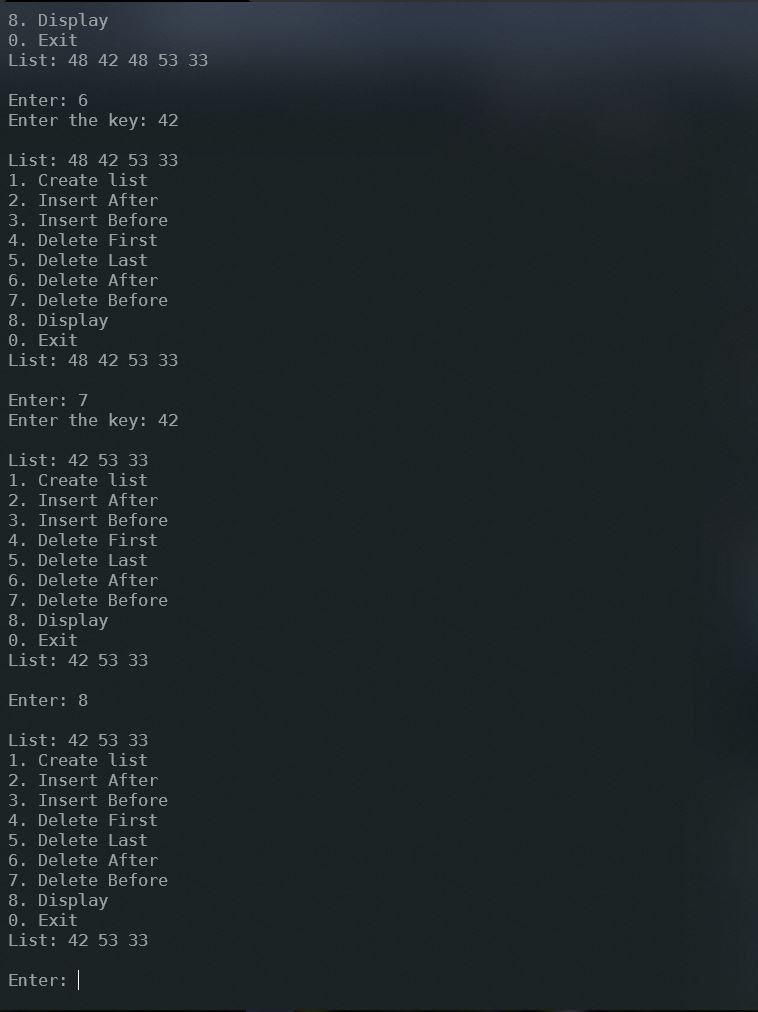 8. Display
0. Exit
List: 48 42 48 53 33
Enter: 6
Enter the key: 42
List: 48 42 53 33
1. Create list
2. Insert After
3. Insert Before
4. Delete First
5. Delete Last
6. Delete After
7. Delete Before
8. Display
0. Exit
List: 48 42 53 33
Enter: 7
Enter the key: 42
List: 42 53 33
1. Create list
2. Insert After
3. Insert Before
4. Delete First
5. Delete Last
6. Delete After
7. Delete Before
8. Display
0. Exit
List: 42 53 33
Enter: 8
List: 42 53 33
1. Create list
2. Insert After
3. Insert Before
4. Delete First
5. Delete Last
6. Delete After
7. Delete Before
8. Display
0. Exit
List: 42 53 33
Enter: